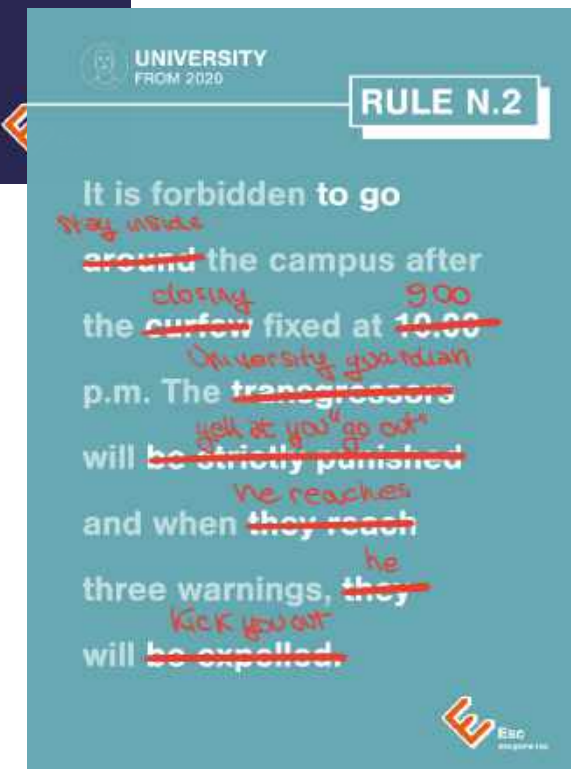 UNIVERSITY
FROM 2020
RULE N.2
It is forbidden to go
stay inside
around the campus after
closing 900
the curfew fixed at 10.00
University guardian
p.m. The transgressors
yell at you "go out"
will be strictly punished
he reaches
and when they reach
he
three warnings, they
Kick you out
will be expelled.
Esc